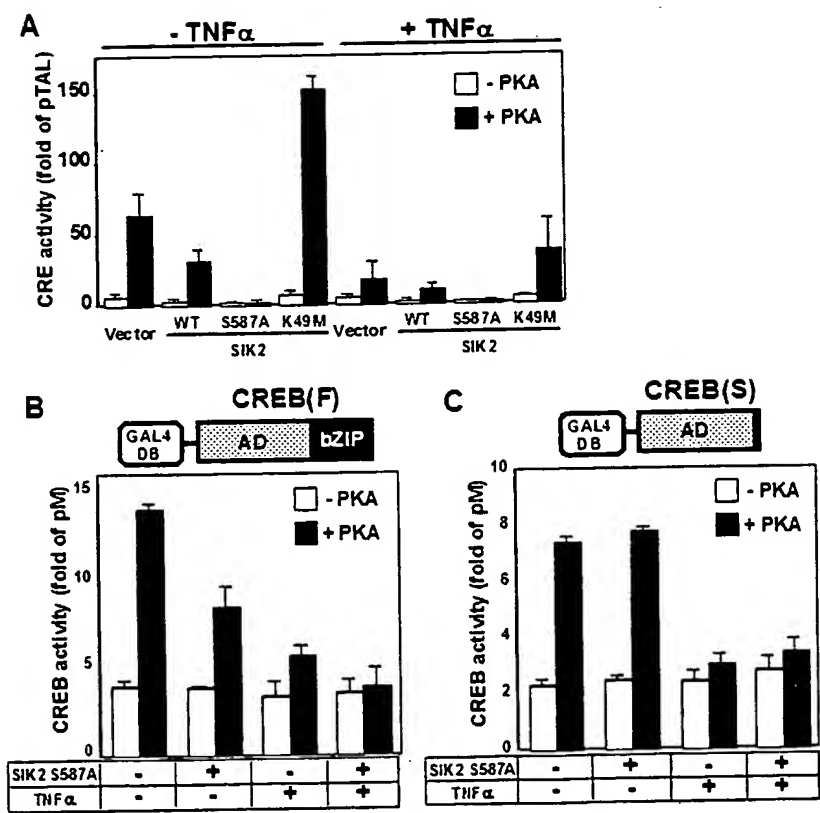 A
- TNFα
+ TNFα
CRE activity (fold of pTAL)
150
100
50
0
- PKA
+ PKA
Vector
WT
S587A
K49M
SIK2
Vector
WT
S587A
K49M
SIK2
B
CREB(F)
GAL4 DB
AD
bZIP
CREB activity (fold of pM)
15
10
5
0
- PKA
+ PKA
SIK2 S587A - + - +
TNFα - - + +
C
CREB(S)
GAL4 DB
AD
CREB activity (fold of pM)
10
8
6
4
2
0
- PKA
+ PKA
SIK2 S587A - + - +
TNFα - - + +